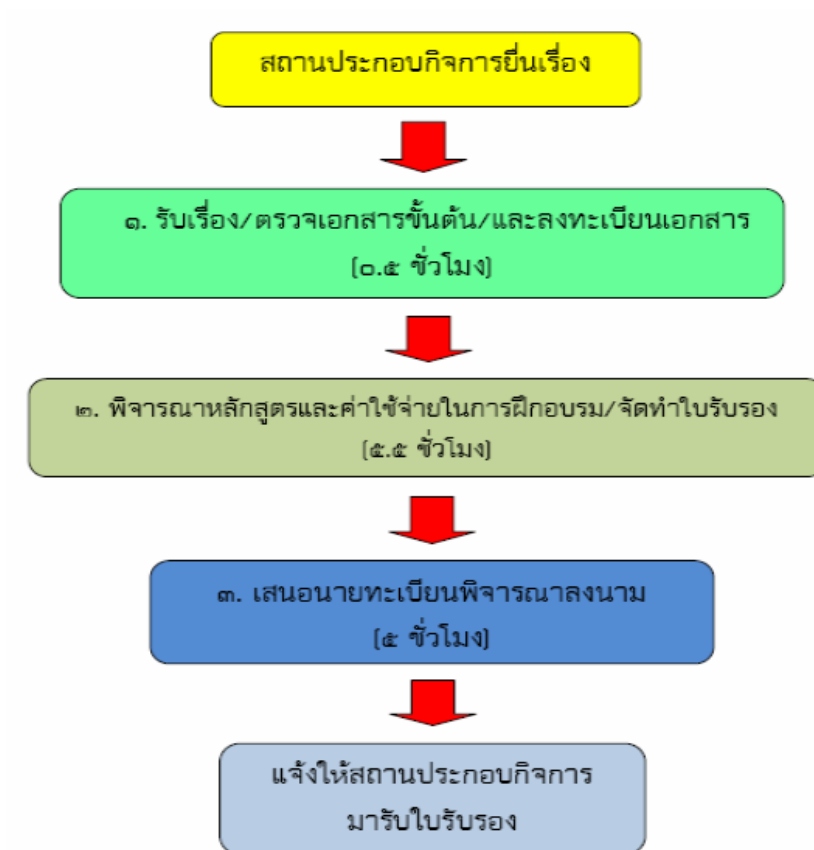 สถานประกอบกิจการยื่นเรื่อง
๑. รับเรื่อง/ตรวจเอกสารขั้นต้น/และลงทะเบียนเอกสาร
(๐.๕ ชั่วโมง)
๒. พิจารณาหลักสูตรและค่าใช้จ่ายในการฝึกอบรม/จัดทำใบรับรอง
(๕.๕ ชั่วโมง)
๓. เสนอนายทะเบียนพิจารณาลงนาม
(๕ ชั่วโมง)
แจ้งให้สถานประกอบกิจการ
มารับใบรับรอง